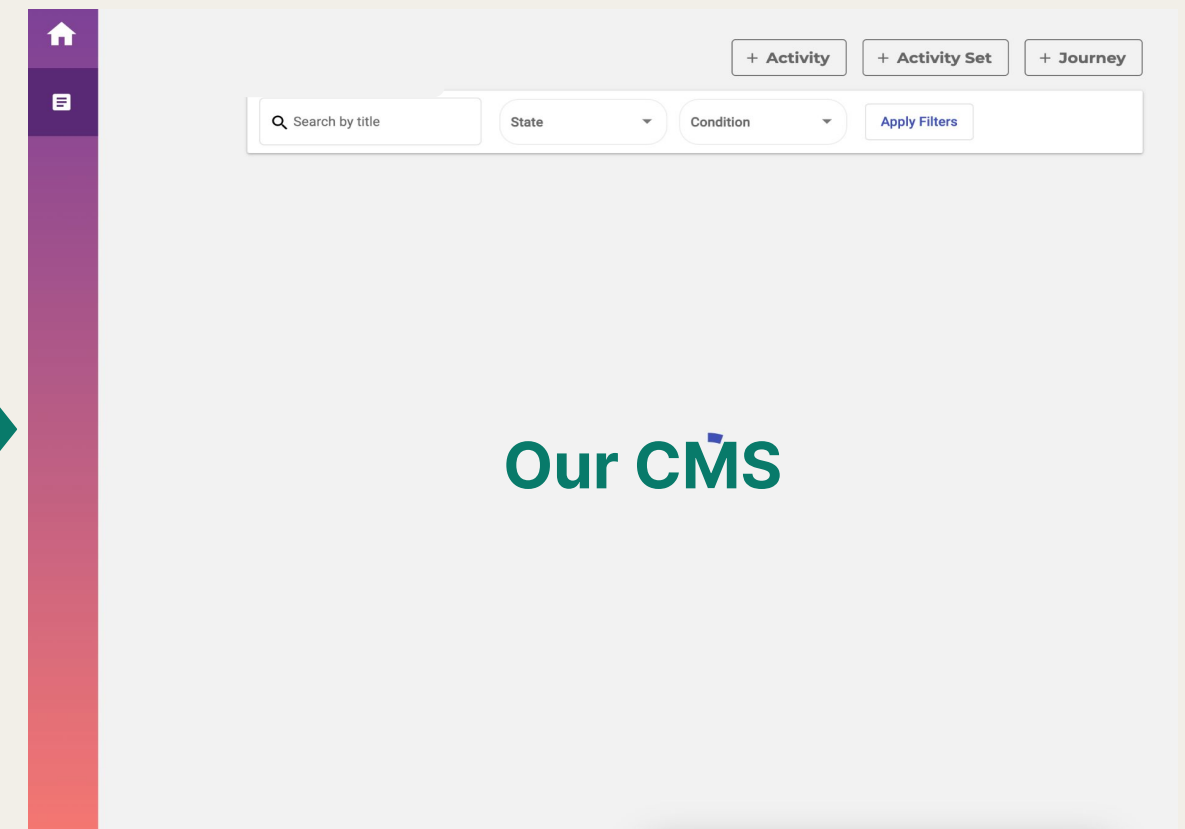 + Activity + Activity Set + Journey
Search by title State Condition Apply Filters
Our CMS